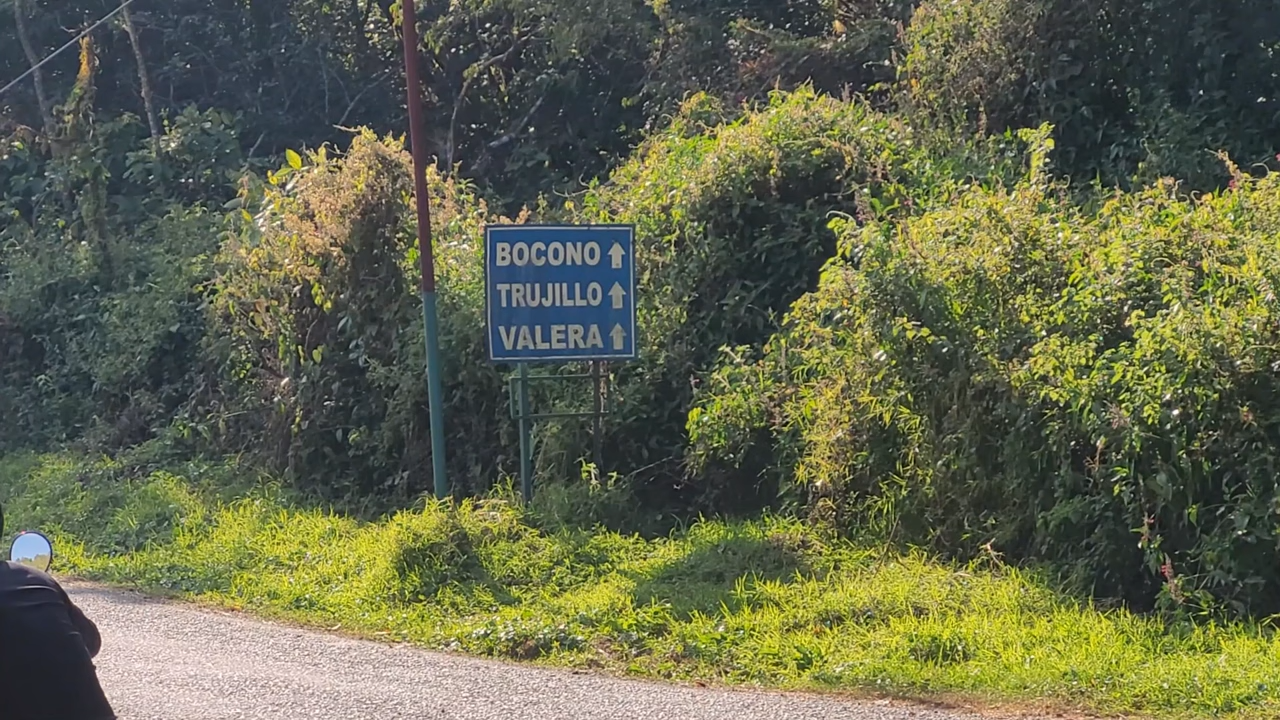 BOCONO ⬆
TRUJILLO ⬆
VALERA ⬆